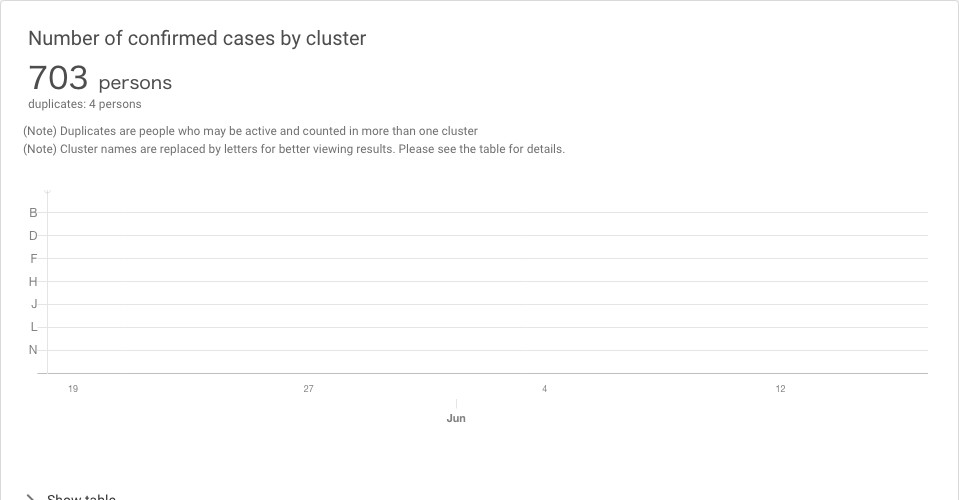 Number of confirmed cases by cluster
703 persons
duplicates: 4 persons
(Note) Duplicates are people who may be active and counted in more than one cluster
(Note) Cluster names are replaced by letters for better viewing results. Please see the table for details.
B
D
F
H
J
L
N
19 27 4 12
Jun
Show table